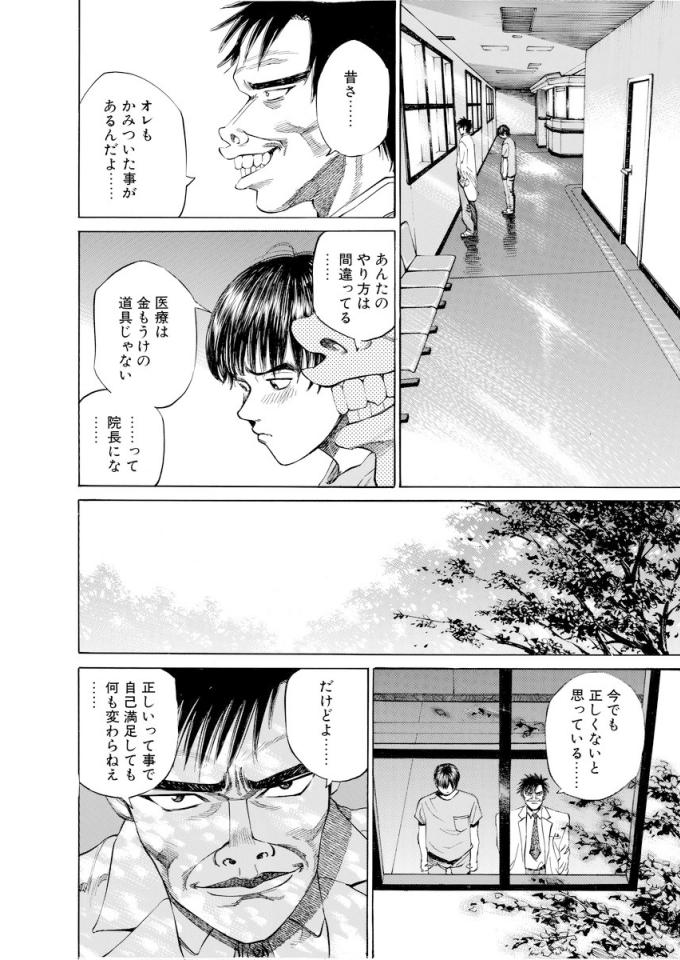 昔さ……
オレも
かみついた事が
あるんだよ……
あんたの
やり方は
間違ってる
……
医療は
金もうけの
道具じゃない
……って
院長にな
……
今でも
正しくないと
思っている……
だけどよ……
正しいって事で
自己満足しても
何も変わらねえ
……